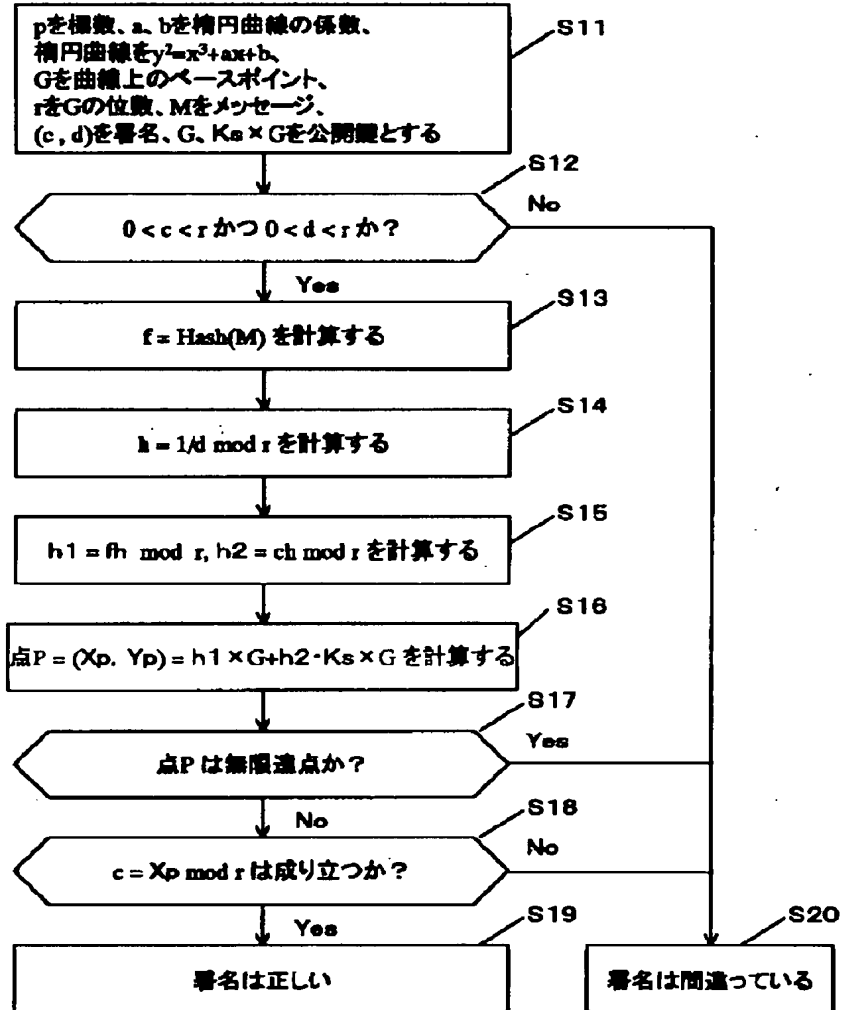 S11
pを標数、a、bを楕円曲線の係数、
楕円曲線をy²=x³+ax+b、
Gを曲線上のベースポイント、
rをGの位数、Mをメッセージ、
(c , d)を署名、G、Ks×Gを公開鍵とする
S12
0 < c < r かつ 0 < d < r か？
No
Yes
S13
f = Hash(M) を計算する
S14
h = 1/d mod r を計算する
S15
h1 = fh mod r, h2 = ch mod r を計算する
S16
点P = (Xp, Yp) = h1 × G+h2・Ks × G を計算する
S17
点P は無限遠点か？
Yes
No
S18
c = Xp mod r は成り立つか？
No
Yes
S19
署名は正しい
S20
署名は間違っている